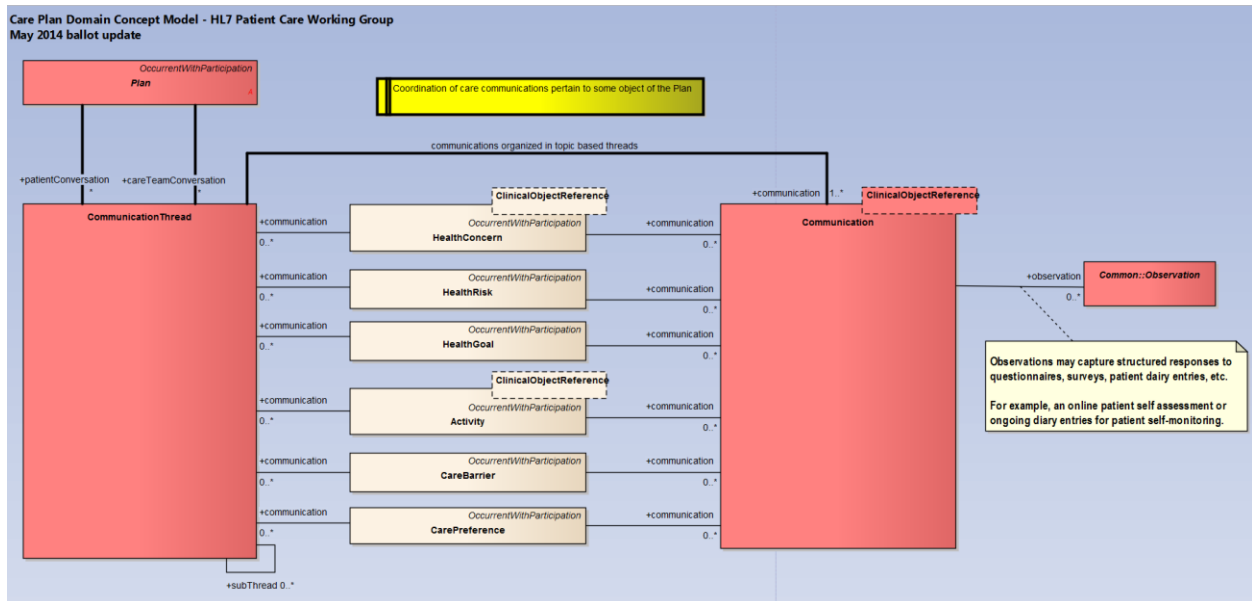 Care Plan Domain Concept Model - HL7 Patient Care Working Group
May 2014 ballot update
OccurrentWithParticipation
Plan
A
Coordination of care communications pertain to some object of the Plan
communications organized in topic based threads
+patientConversation
*
+careTeamConversation
*
+communication
1..*
CommunicationThread
ClinicalObjectReference
Communication
ClinicalObjectReference
+communication
0..*
OccurrentWithParticipation
HealthConcern
+communication
0..*
+communication
0..*
OccurrentWithParticipation
HealthRisk
+communication
0..*
+communication
0..*
OccurrentWithParticipation
HealthGoal
+communication
0..*
ClinicalObjectReference
+communication
0..*
OccurrentWithParticipation
Activity
+communication
0..*
+communication
0..*
OccurrentWithParticipation
CareBarrier
+communication
0..*
+communication
0..*
OccurrentWithParticipation
CarePreference
+communication
0..*
+subThread 0..*
+observation
0..*
Common::Observation
Observations may capture structured responses to
questionnaires, surveys, patient dairy entries, etc.
For example, an online patient self assessment or
ongoing diary entries for patient self-monitoring.